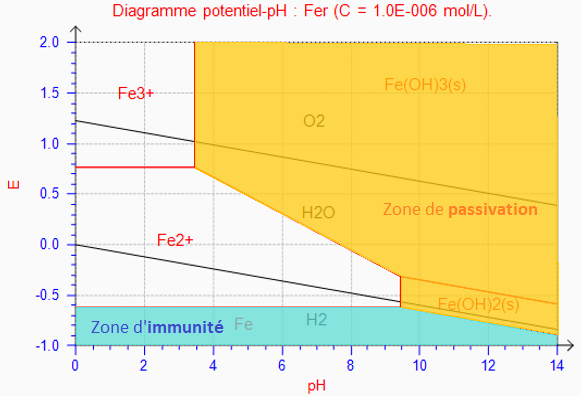 Diagramme potentiel-pH : Fer (C = 1.0E-006 mol/L).
2.0
1.5
1.0
0.5
0.0
-0.5
-1.0
E
Fe3+
Fe(OH)3(s)
O2
H2O
Zone de passivation
Fe2+
Fe(OH)2(s)
Zone d'immunité
Fe
H2
0 2 4 6 8 10 12 14
pH